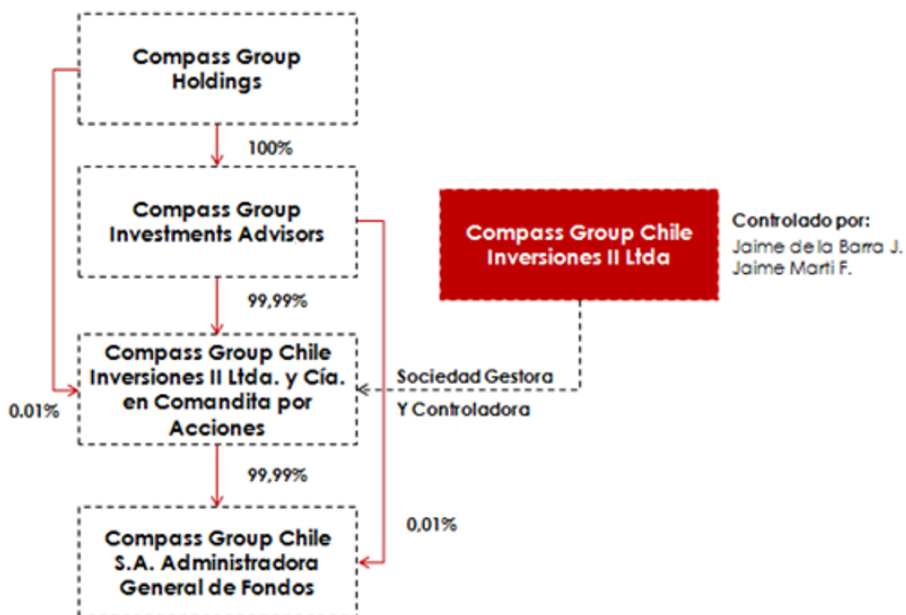 Compass Group
Holdings
100%
Compass Group
Investments Advisors
Compass Group Chile
Inversiones II Ltda
Controlado por:
Jaime de la Barra J.
Jaime Marti F.
99,99%
Compass Group Chile
Inversiones II Ltda. y Cía.
en Comandita por
Acciones
Sociedad Gestora
Y Controladora
0.01%
99,99%
0,01%
Compass Group Chile
S.A. Administradora
General de Fondos